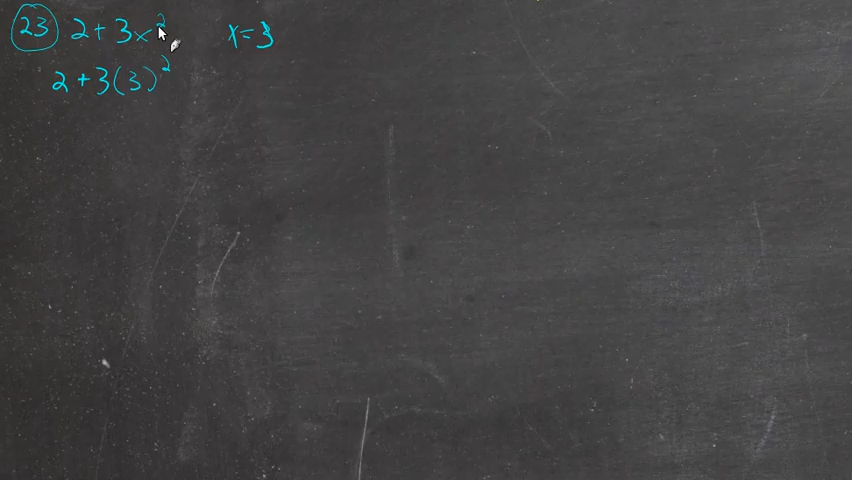 23 2 + 3x² x = 3
2 + 3(3)²